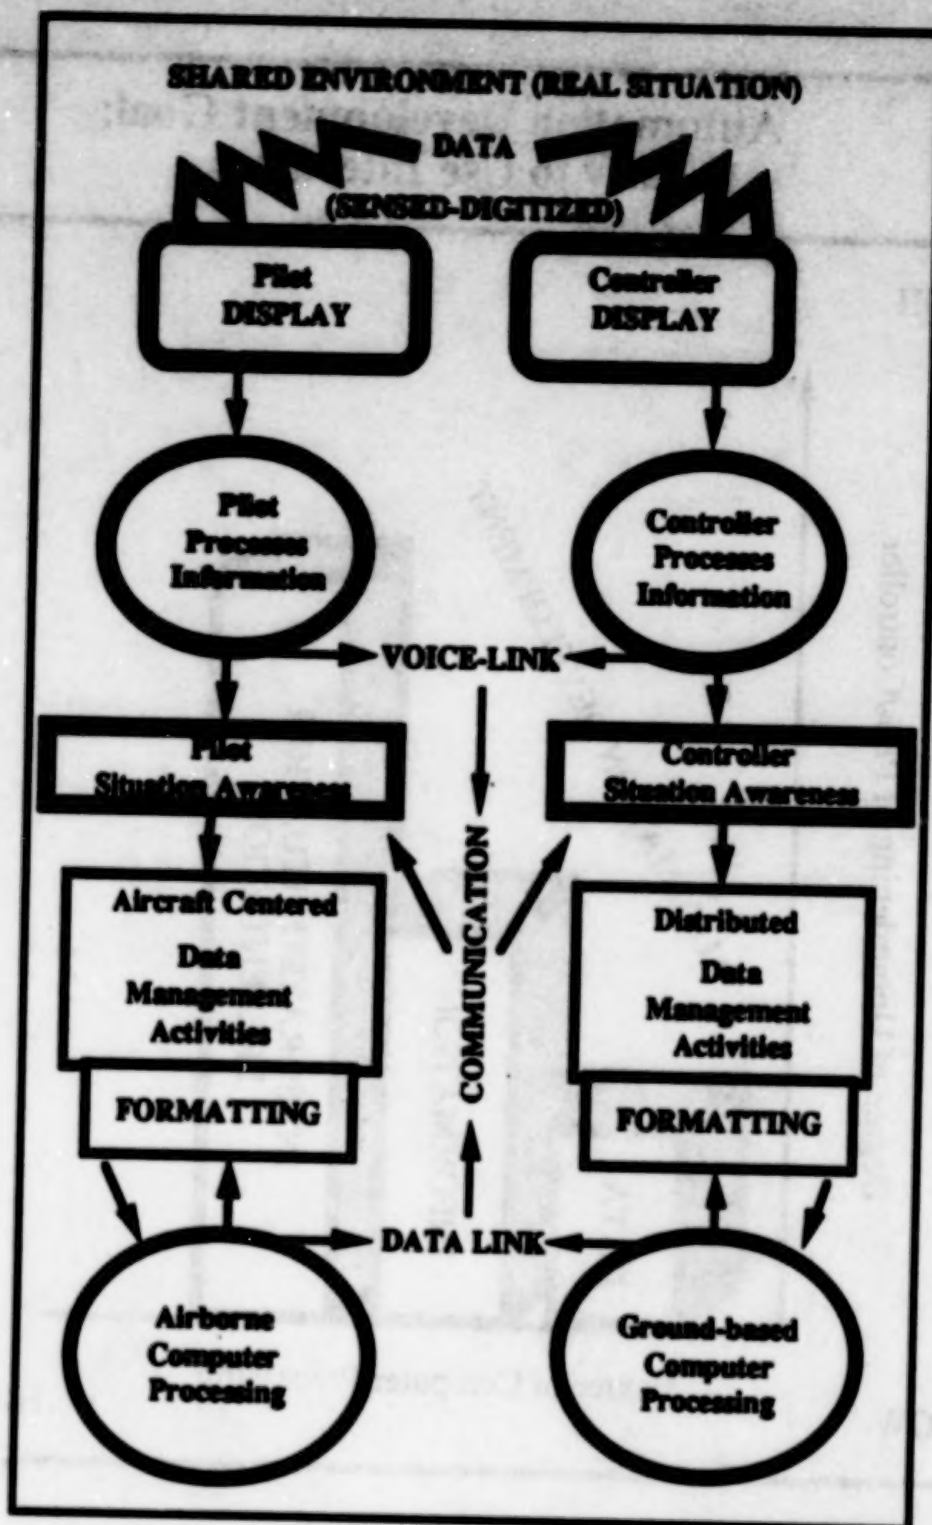 SHARED ENVIRONMENT (REAL SITUATION)
DATA
(SENSED-DIGITIZED)
Pilot
DISPLAY
Controller
DISPLAY
Pilot
Processes
Information
Controller
Processes
Information
VOICE-LINK
Pilot
Situation Awareness
Controller
Situation Awareness
COMMUNICATION
Aircraft Centered
Data
Management
Activities
Distributed
Data
Management
Activities
FORMATTING
FORMATTING
DATA LINK
Airborne
Computer
Processing
Ground-based
Computer
Processing